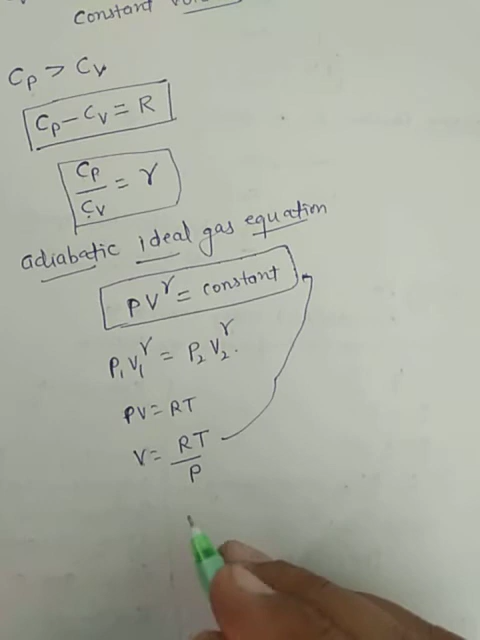 constant
Cp > Cv
Cp - Cv = R
Cp/Cv = γ
adiabatic ideal gas equation
PV^γ = constant
P₁V₁^γ = P₂V₂^γ.
PV = RT
V = RT/P